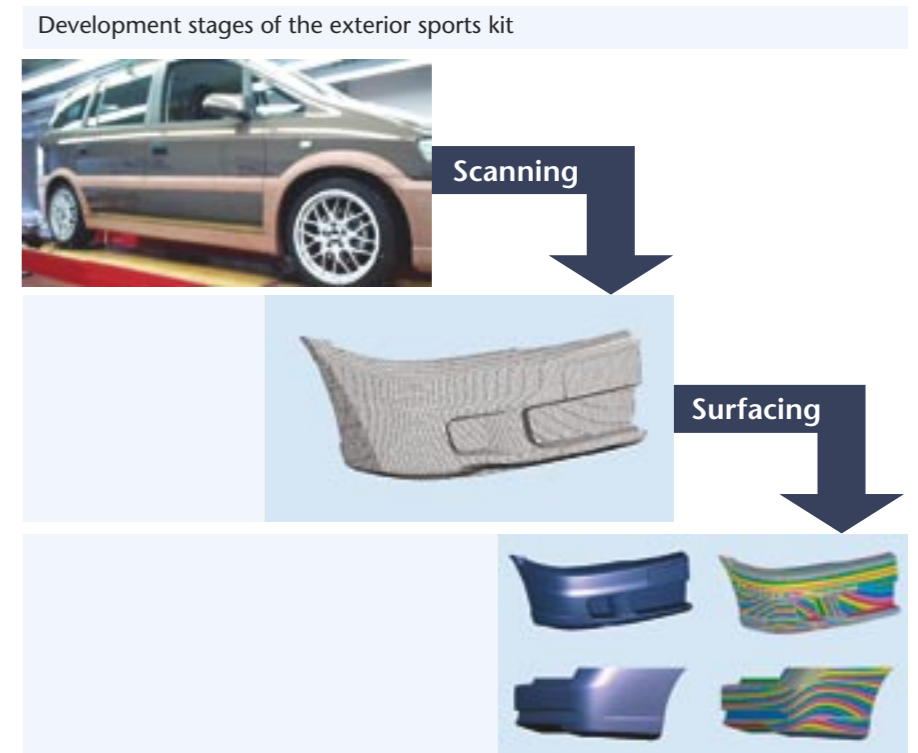 Development stages of the exterior sports kit
Scanning
Surfacing